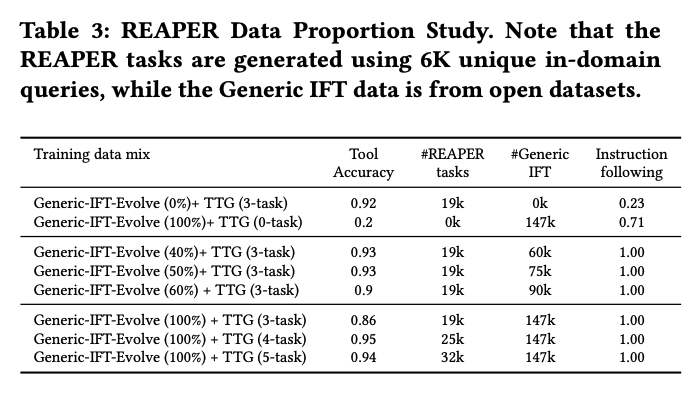 Table 3: REAPER Data Proportion Study. Note that the
REAPER tasks are generated using 6K unique in-domain
queries, while the Generic IFT data is from open datasets.
Training data mix Tool Accuracy #REAPER tasks #Generic IFT Instruction following
Generic-IFT-Evolve (0%)+ TTG (3-task) 0.92 19k 0k 0.23
Generic-IFT-Evolve (100%)+ TTG (0-task) 0.2 0k 147k 0.71
Generic-IFT-Evolve (40%)+ TTG (3-task) 0.93 19k 60k 1.00
Generic-IFT-Evolve (50%)+ TTG (3-task) 0.93 19k 75k 1.00
Generic-IFT-Evolve (60%) + TTG (3-task) 0.9 19k 90k 1.00
Generic-IFT-Evolve (100%) + TTG (3-task) 0.86 19k 147k 1.00
Generic-IFT-Evolve (100%) + TTG (4-task) 0.95 25k 147k 1.00
Generic-IFT-Evolve (100%) + TTG (5-task) 0.94 32k 147k 1.00